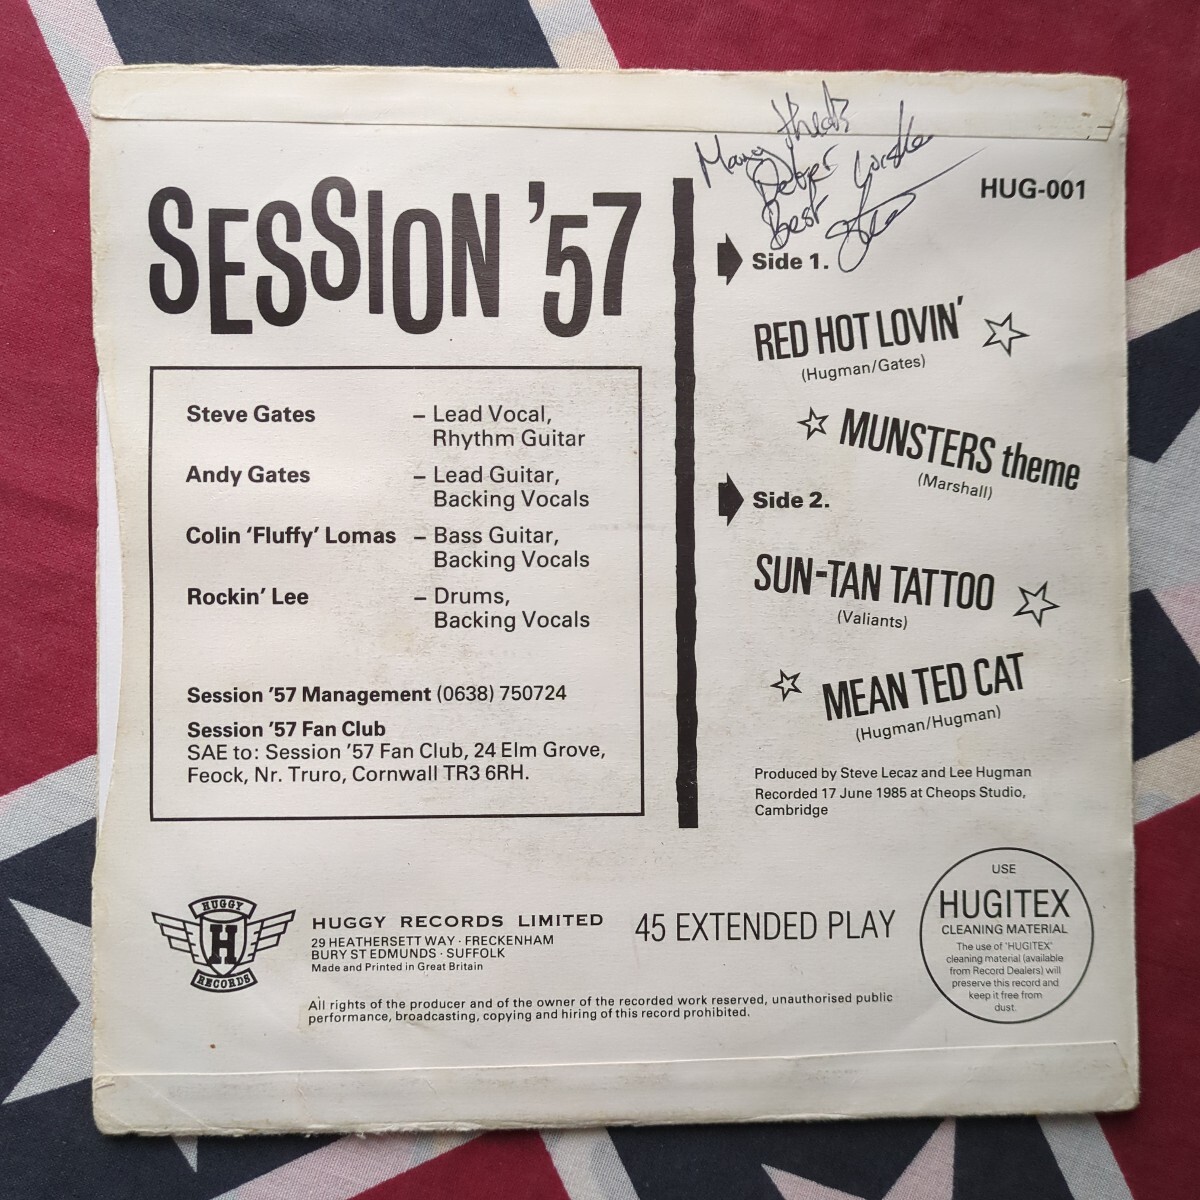 Many thanks
Best wishes
HUG-001
SESSION '57
Steve Gates – Lead Vocal,
Rhythm Guitar
Andy Gates – Lead Guitar,
Backing Vocals
Colin 'Fluffy' Lomas – Bass Guitar,
Backing Vocals
Rockin' Lee – Drums,
Backing Vocals
Session '57 Management (0638) 750724
Session '57 Fan Club
SAE to: Session '57 Fan Club, 24 Elm Grove,
Feock, Nr. Truro, Cornwall TR3 6RH.
Side 1.
RED HOT LOVIN'
(Hugman/Gates)
MUNSTERS theme
(Marshall)
Side 2.
SUN-TAN TATTOO
(Valiants)
MEAN TED CAT
(Hugman/Hugman)
Produced by Steve Lecaz and Lee Hugman
Recorded 17 June 1985 at Cheops Studio,
Cambridge
HUGGY
H
RECORDS
HUGGY RECORDS LIMITED
29 HEATHERSETT WAY · FRECKENHAM
BURY ST EDMUNDS · SUFFOLK
Made and Printed in Great Britain
45 EXTENDED PLAY
USE
HUGITEX
CLEANING MATERIAL
The use of "HUGITEX"
cleaning material (available
from Record Dealers) will
preserve this record and
keep it free from
dust.
All rights of the producer and of the owner of the recorded work reserved, unauthorised public
performance, broadcasting, copying and hiring of this record prohibited.